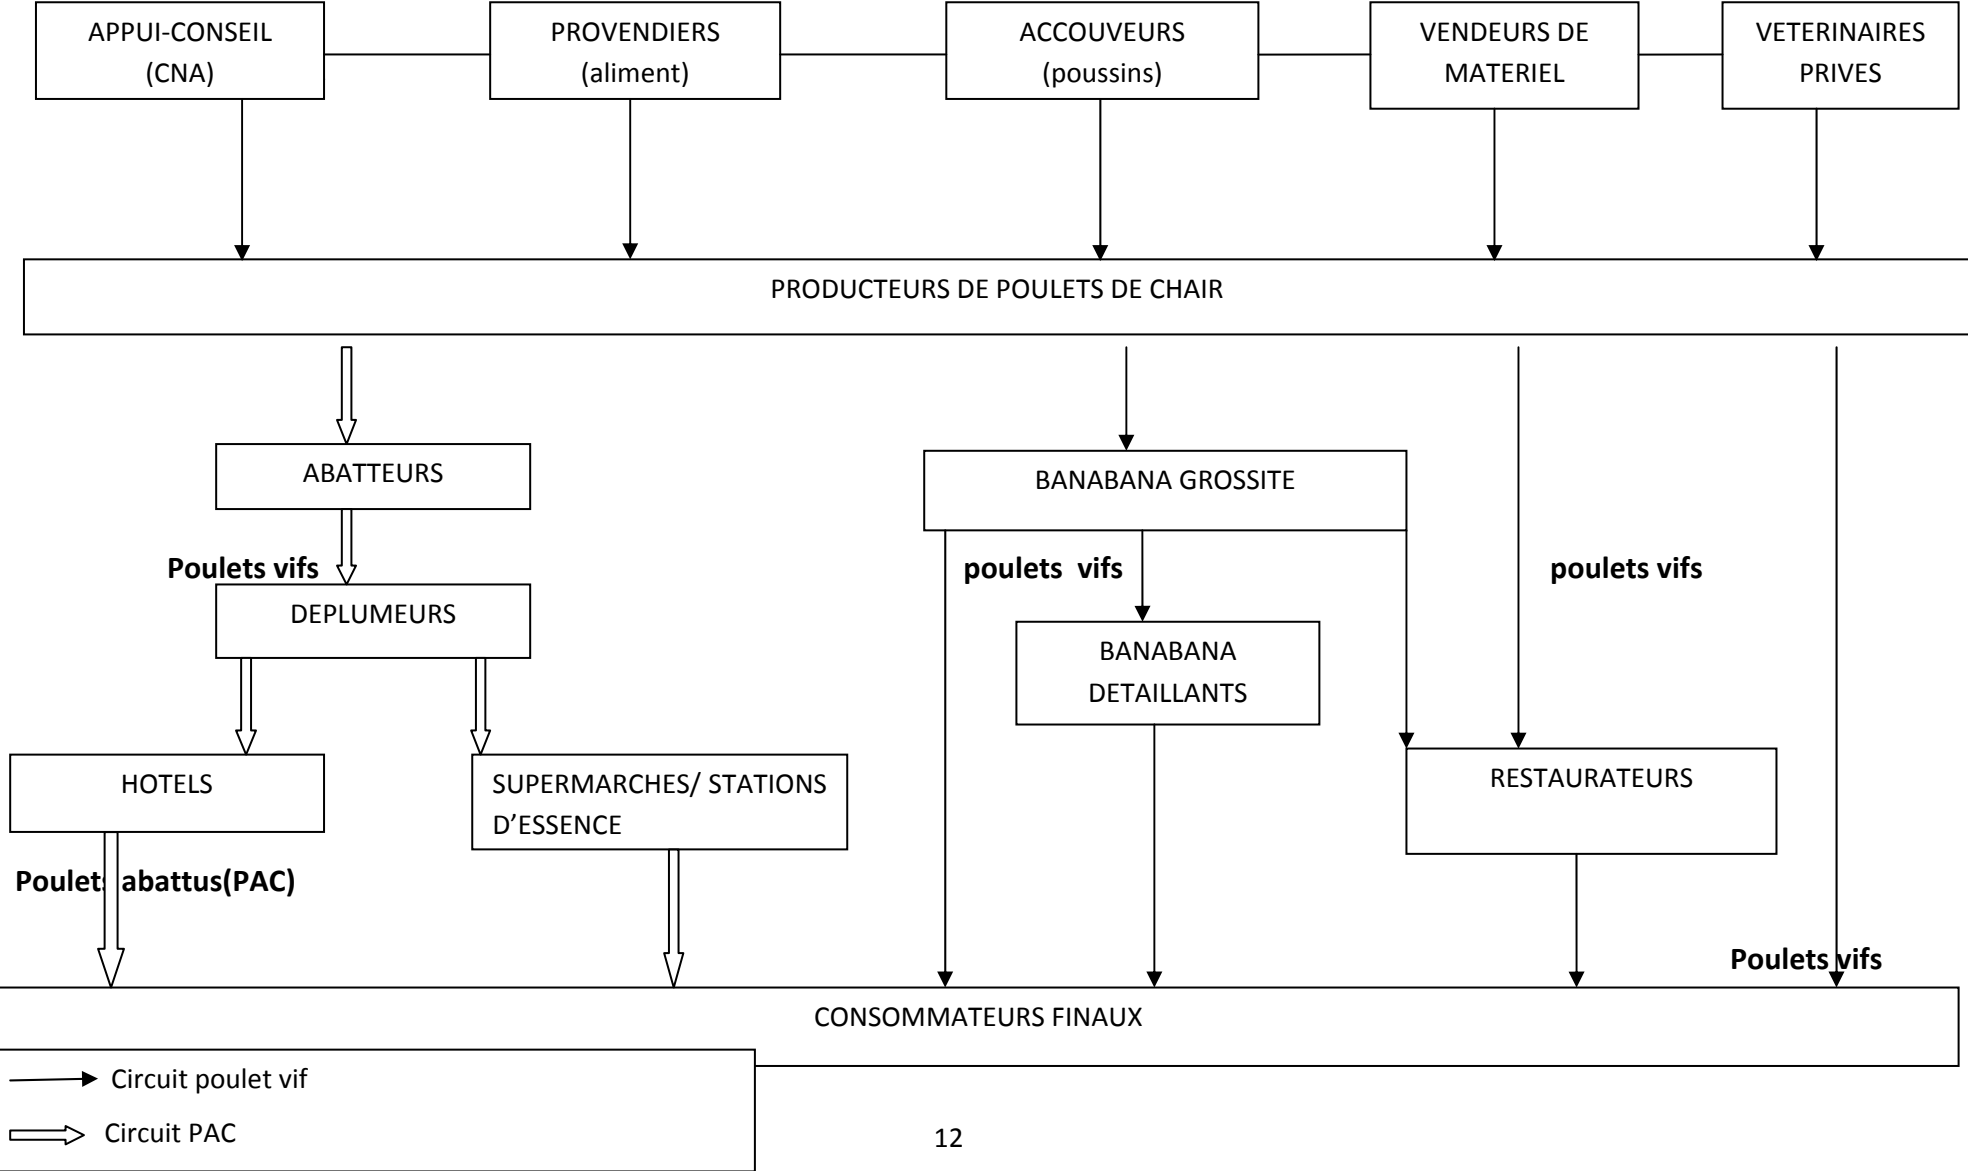 APPUI-CONSEIL
(CNA)
PROVENDIERS
(aliment)
ACCOUVEURS
(poussins)
VENDEURS DE
MATERIEL
VETERINAIRES
PRIVES
PRODUCTEURS DE POULETS DE CHAIR
ABATTEURS
BANABANA GROSSITE
Poulets vifs
poulets  vifs
poulets vifs
DEPLUMEURS
BANABANA
DETAILLANTS
HOTELS
SUPERMARCHES/ STATIONS
D’ESSENCE
RESTAURATEURS
Poulets abattus(PAC)
Poulets vifs
CONSOMMATEURS FINAUX
Circuit poulet vif
Circuit PAC
12